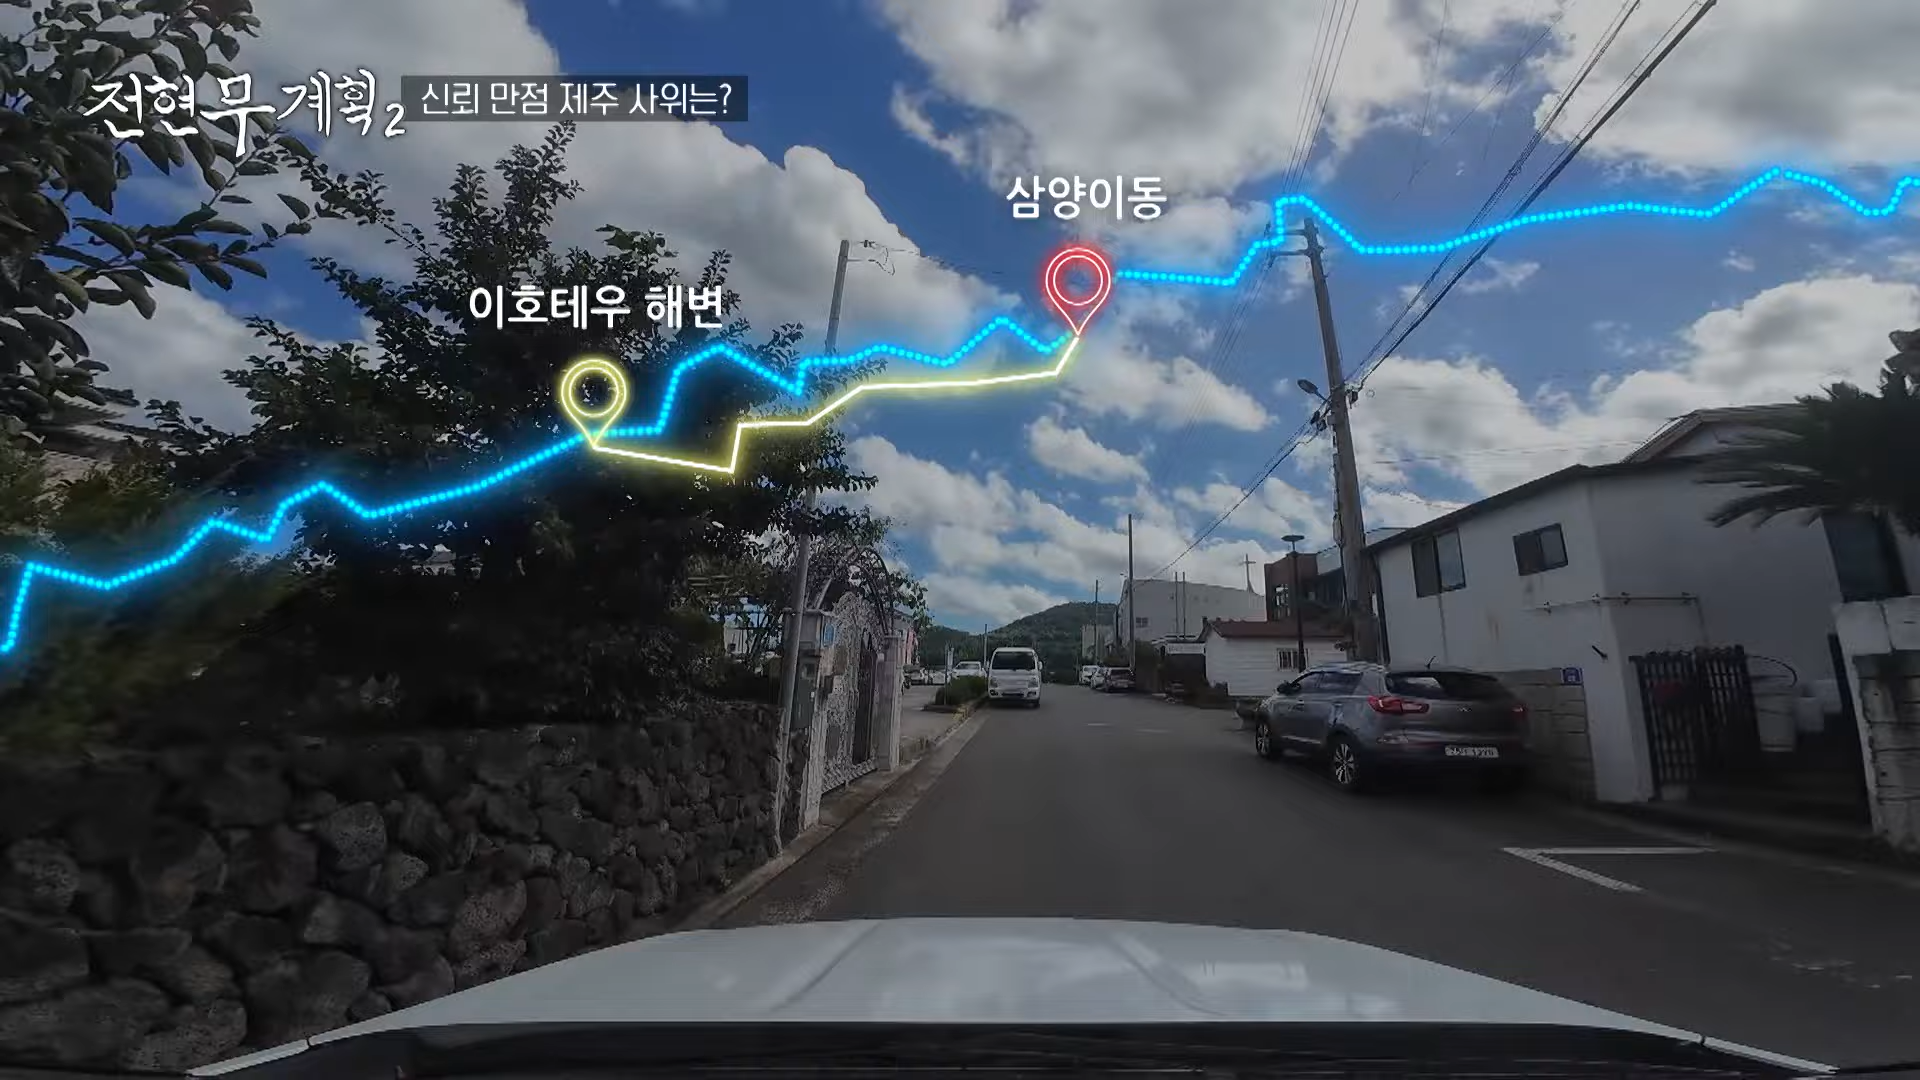 전현무계획2
신뢰 만점 제주 사위는?
삼양이동
이호테우 해변